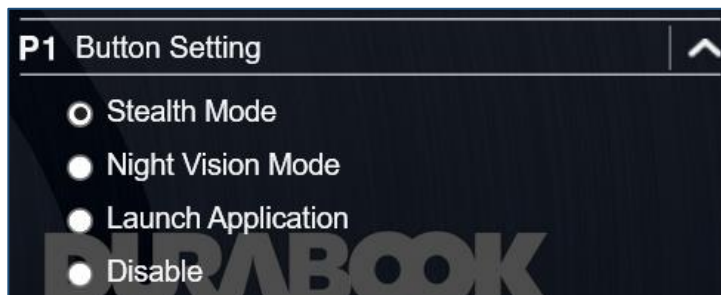 P1 Button Setting
Stealth Mode
Night Vision Mode
Launch Application
DURABOOK
Disable